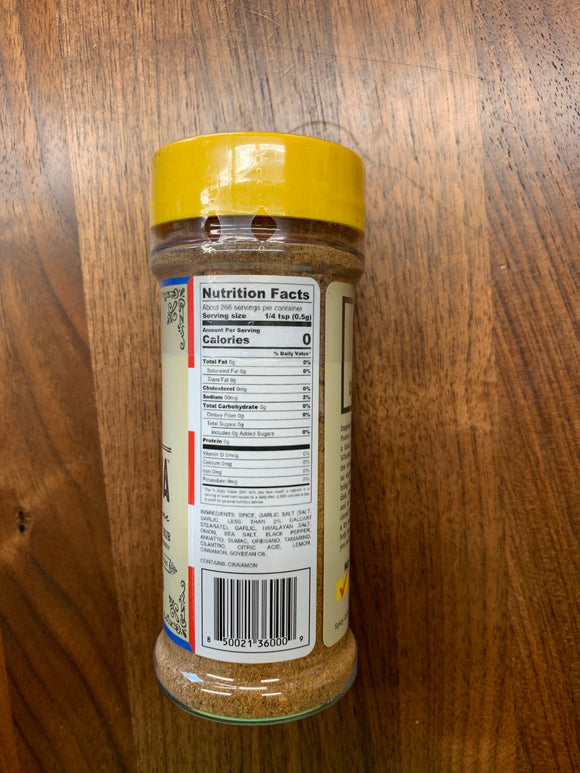 Nutrition Facts
About 266 servings per container
Serving size 1/4 tsp (0.5g)
Amount Per Serving
Calories 0
% Daily Value*
Total Fat 0g 0%
Saturated Fat 0g 0%
Trans Fat 0g
Cholesterol 0mg 0%
Sodium 50mg 2%
Total Carbohydrate 0g 0%
Dietary Fiber 0g 0%
Total Sugars 0g
Includes 0g Added Sugars 0%
Protein 0g
Vitamin D 0mcg 0%
Calcium 0mg 0%
Iron 0mg 0%
Potassium 0mg 0%
INGREDIENTS: SPICE, GARLIC SALT (SALT,
GARLIC, LESS THAN 2% CALCIUM
STEARATE), GARLIC, HIMALAYAN SALT,
ONION, SEA SALT, BLACK PEPPER,
ANNATTO, SUMAC, OREGANO, TAMARIND,
CILANTRO, CITRIC ACID, LEMON,
CINNAMON, SOYBEAN OIL
CONTAINS: CINNAMON
8 50021 36000 9